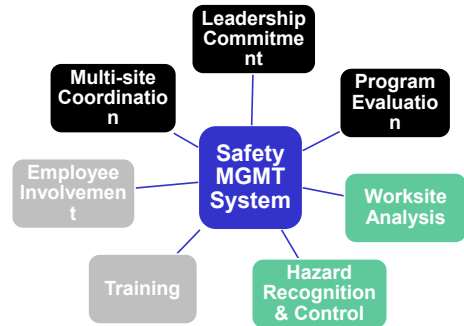 Leadership
Commitme
nt
Multi-site
Coordinatio
n
Program
Evaluatio
n
Safety
MGMT
System
Employee
Involvemen
t
Worksite
Analysis
Training
Hazard
Recognition
& Control